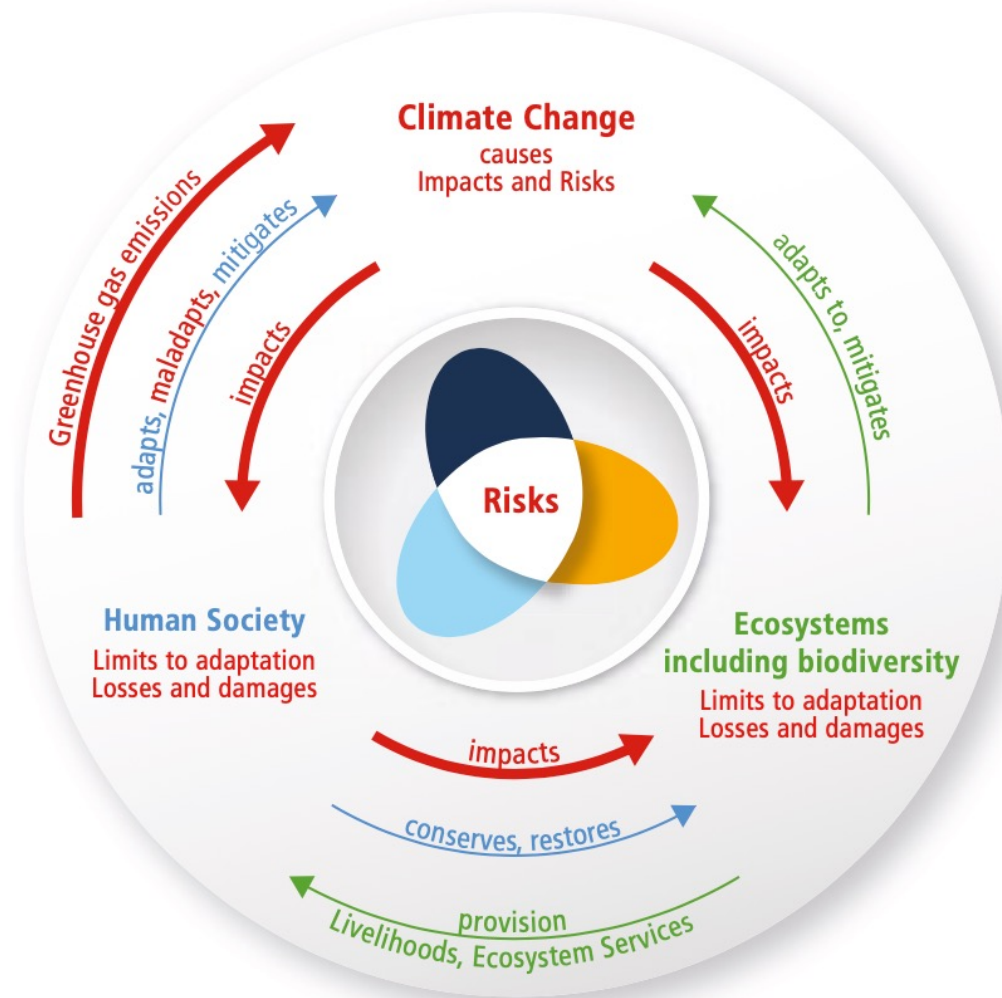 Climate Change
causes
Impacts and Risks
Greenhouse gas emissions
adapts, maladapts, mitigates
impacts
impacts
adapts to, mitigates
Risks
Human Society
Limits to adaptation
Losses and damages
Ecosystems
including biodiversity
Limits to adaptation
Losses and damages
impacts
conserves, restores
provision
Livelihoods, Ecosystem Services